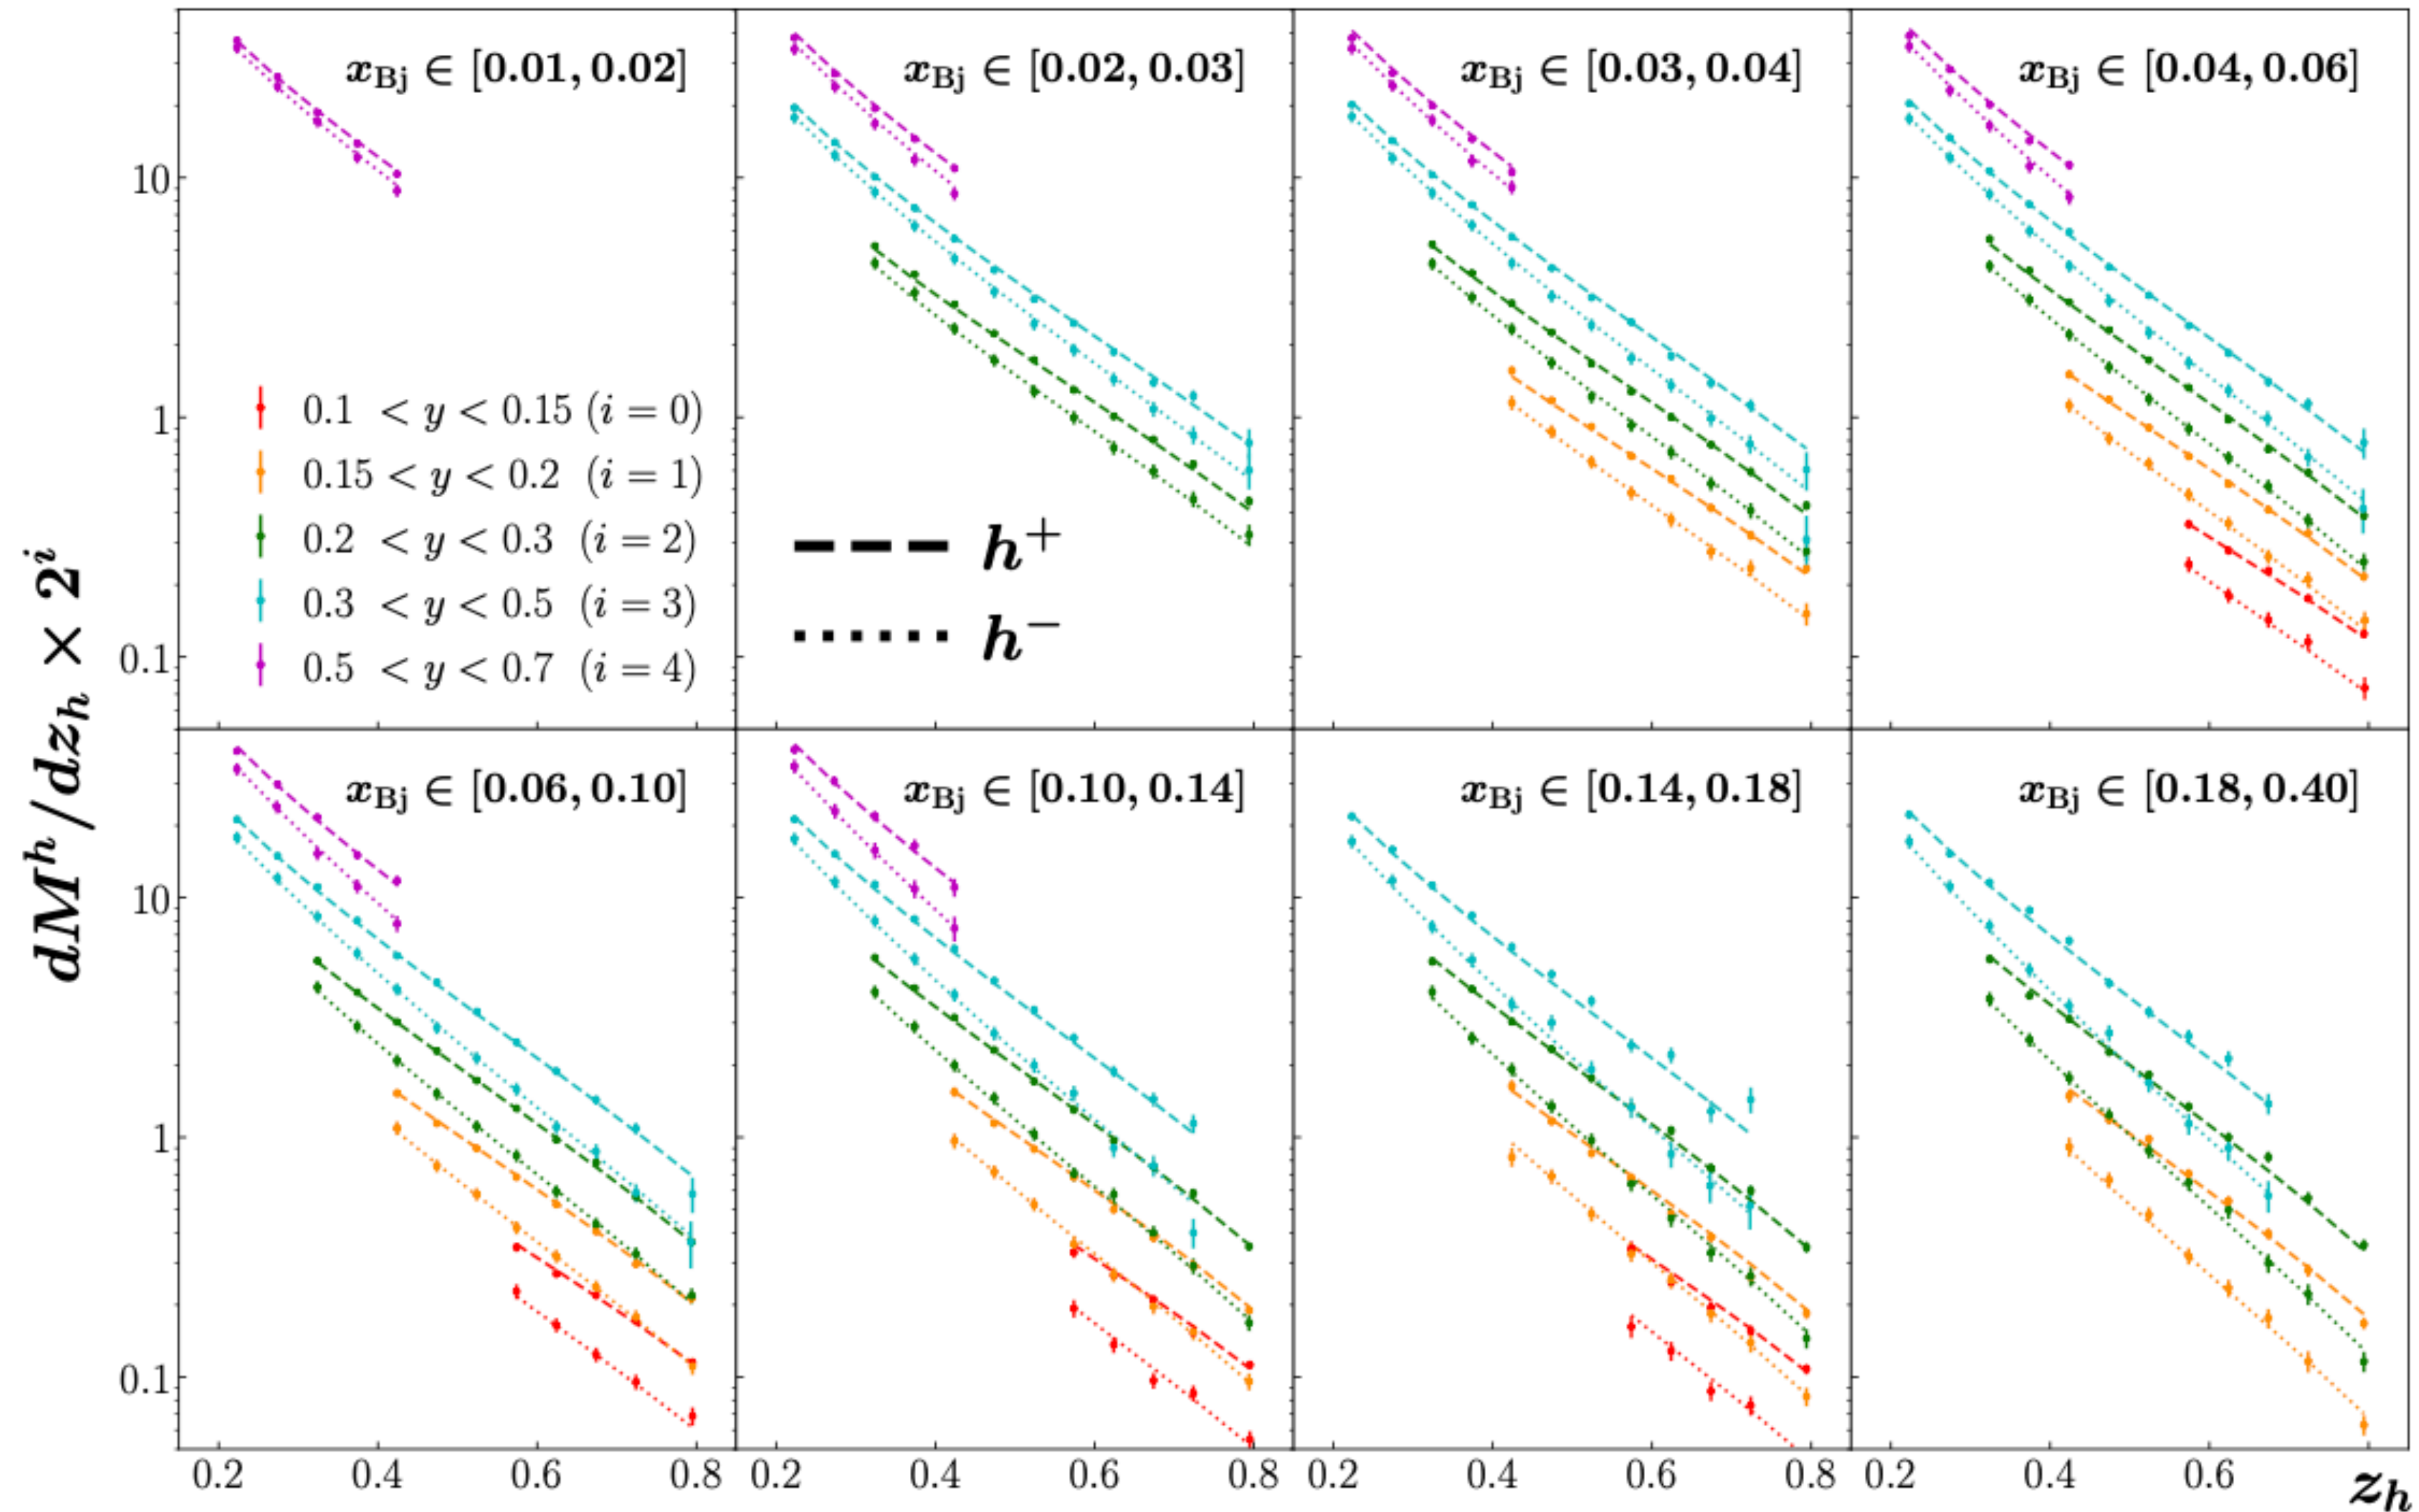 x_Bj ∈ [0.01, 0.02]
x_Bj ∈ [0.02, 0.03]
x_Bj ∈ [0.03, 0.04]
x_Bj ∈ [0.04, 0.06]
10
1
0.1
0.1 < y < 0.15 (i = 0)
0.15 < y < 0.2 (i = 1)
0.2 < y < 0.3 (i = 2)
0.3 < y < 0.5 (i = 3)
0.5 < y < 0.7 (i = 4)
h⁺
h⁻
dM^h/dz_h × 2^i
x_Bj ∈ [0.06, 0.10]
x_Bj ∈ [0.10, 0.14]
x_Bj ∈ [0.14, 0.18]
x_Bj ∈ [0.18, 0.40]
10
1
0.1
0.2 0.4 0.6 0.8 0.2 0.4 0.6 0.8 0.2 0.4 0.6 0.8 0.2 0.4 0.6 z_h